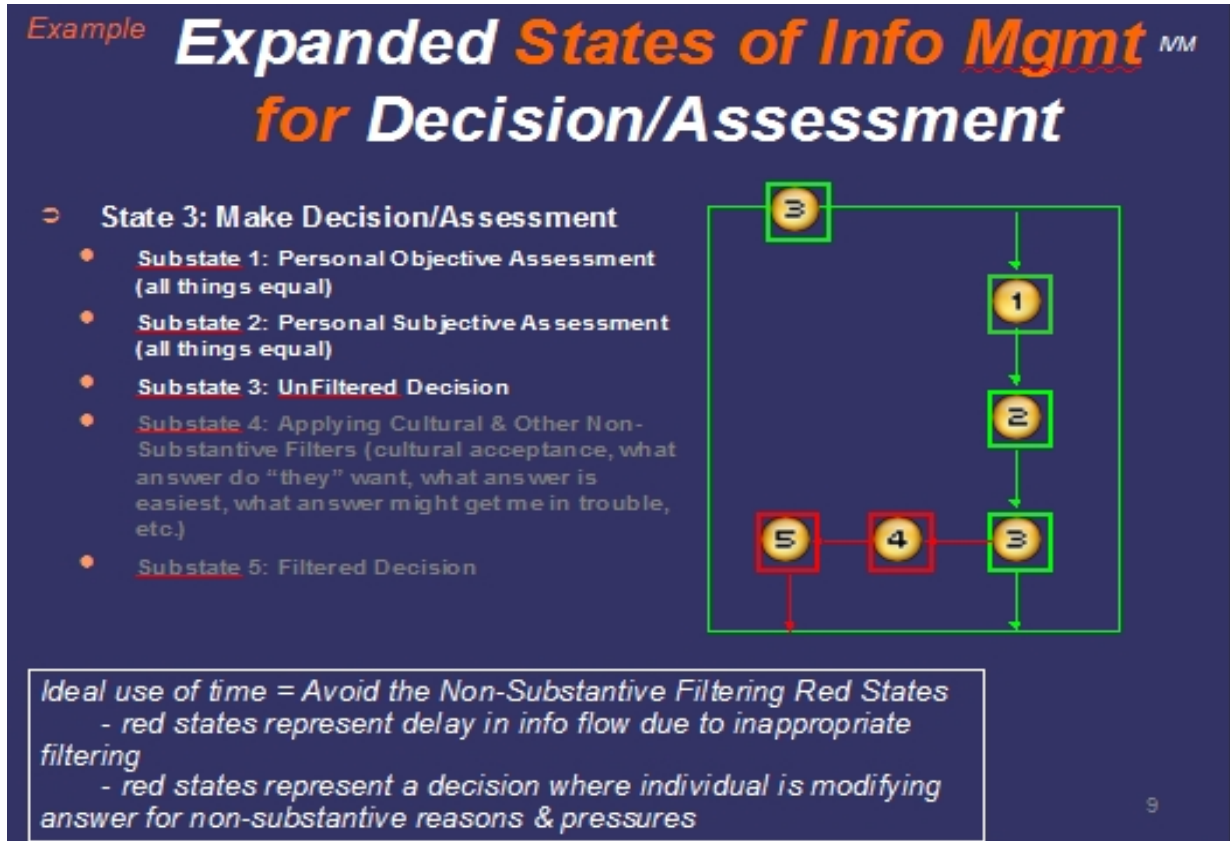 Example
Expanded States of Info Mgmt IVM
for Decision/Assessment
State 3: Make Decision/Assessment
Substate 1: Personal Objective Assessment
(all things equal)
Substate 2: Personal Subjective Assessment
(all things equal)
Substate 3: UnFiltered Decision
Substate 4: Applying Cultural & Other Non-
Substantive Filters (cultural acceptance, what
answer do “they” want, what answer is
easiest, what answer might get me in trouble,
etc.)
Substate 5: Filtered Decision
3
1
2
5 4 3
Ideal use of time = Avoid the Non-Substantive Filtering Red States
- red states represent delay in info flow due to inappropriate
filtering
- red states represent a decision where individual is modifying
answer for non-substantive reasons & pressures
9